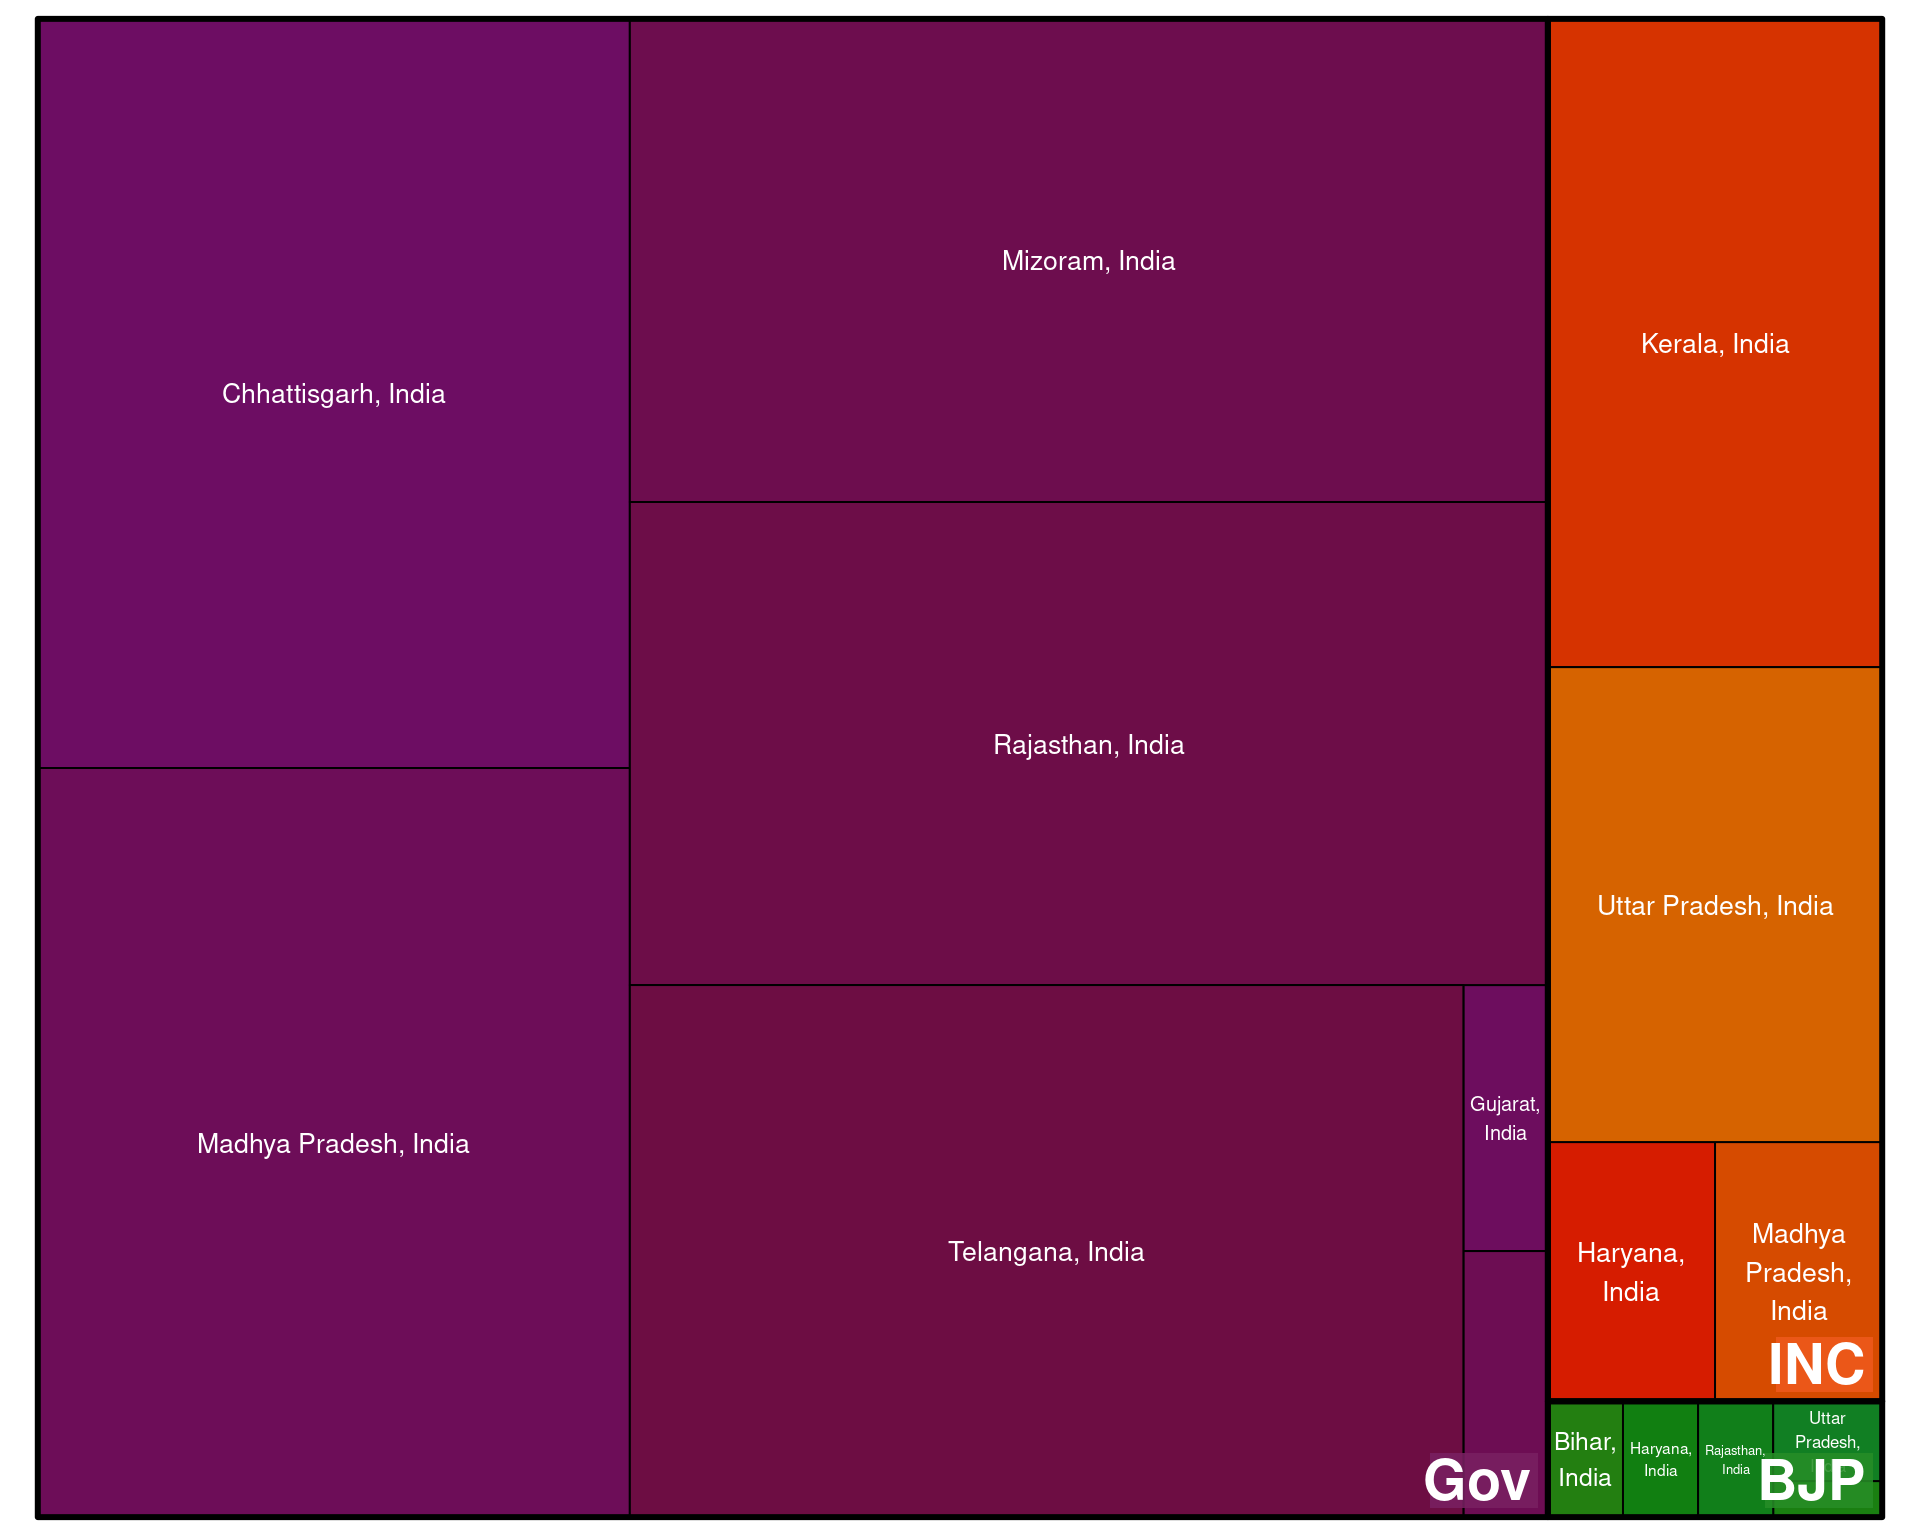 Chhattisgarh, India
Mizoram, India
Kerala, India
Rajasthan, India
Uttar Pradesh, India
Madhya Pradesh, India
Telangana, India
Gujarat,
India
Haryana,
India
Madhya
Pradesh,
India
INC
Gov
Bihar,
India
Haryana,
India
Rajasthan,
India
Uttar
Pradesh,
BJP